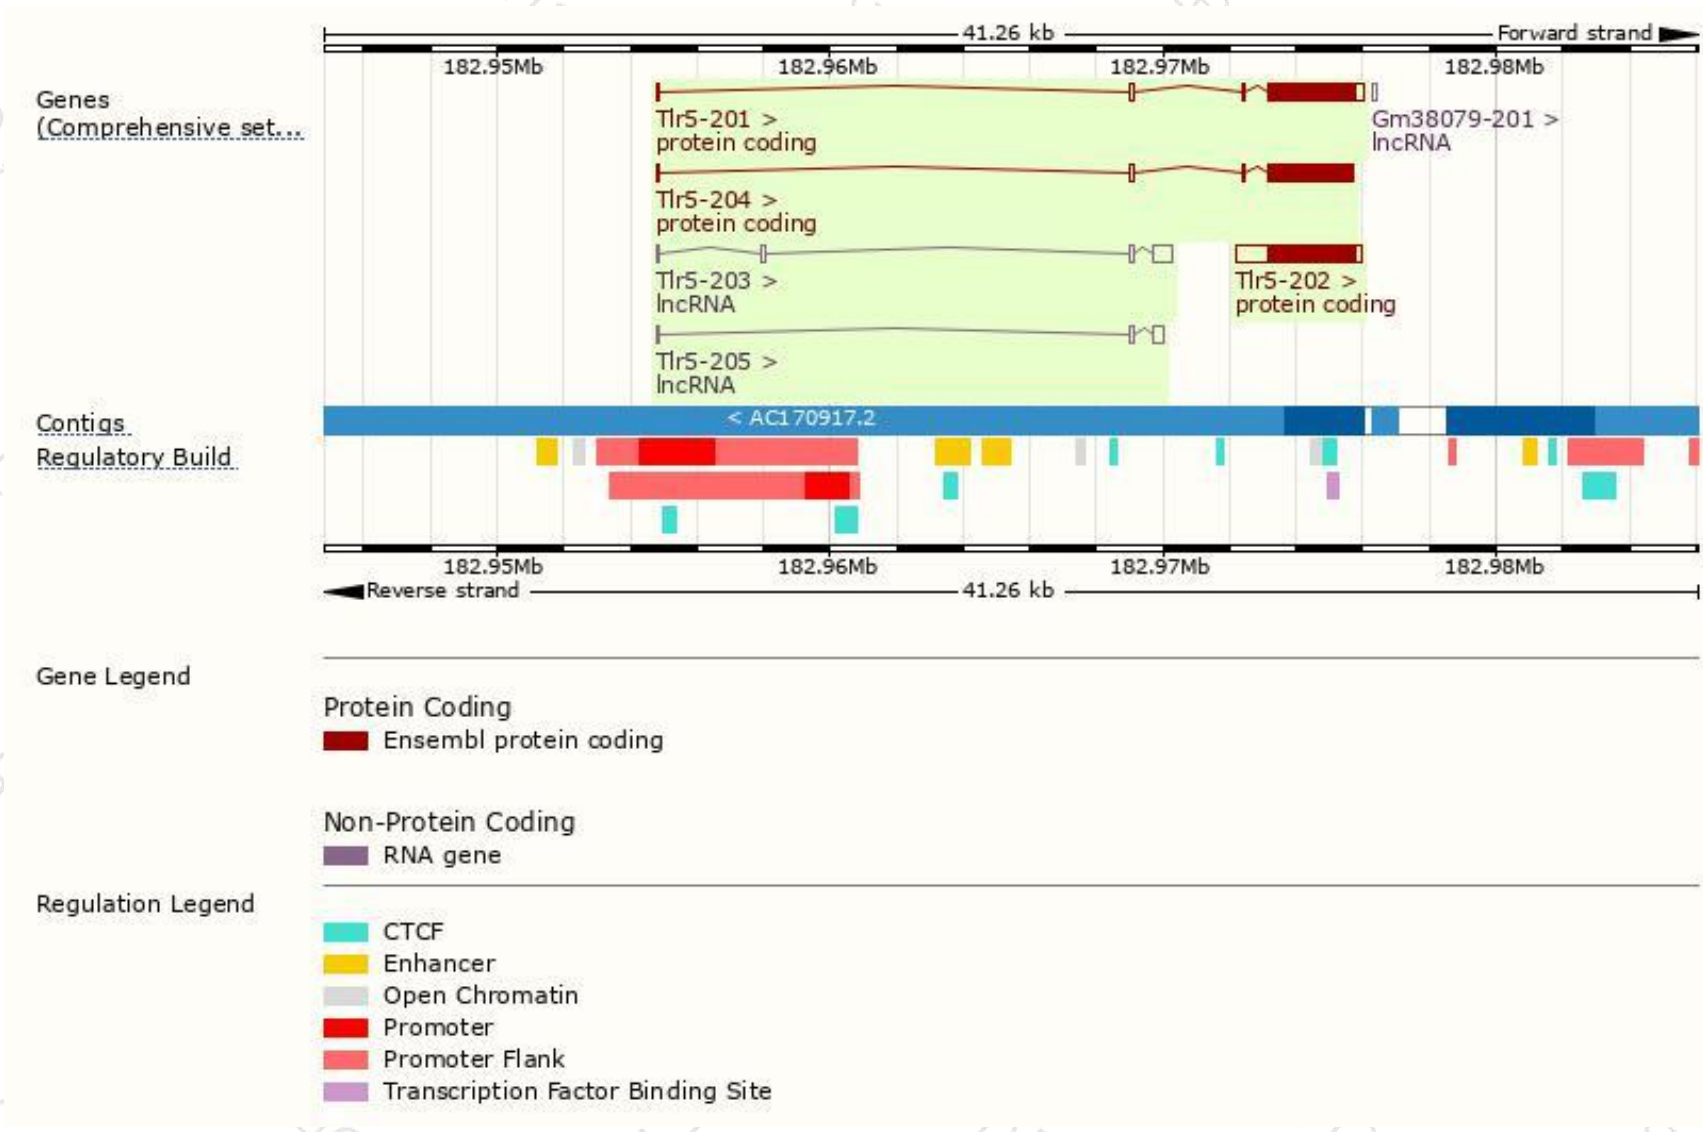 41.26 kb Forward strand
182.95Mb 182.96Mb 182.97Mb 182.98Mb
Genes
(Comprehensive set...
Tlr5-201 >
protein coding
Gm38079-201 >
lncRNA
Tlr5-204 >
protein coding
Tlr5-203 >
lncRNA
Tlr5-202 >
protein coding
Tlr5-205 >
lncRNA
Contigs
< AC170917.2
Regulatory Build
182.95Mb 182.96Mb 182.97Mb 182.98Mb
Reverse strand 41.26 kb
Gene Legend
Protein Coding
Ensembl protein coding
Non-Protein Coding
RNA gene
Regulation Legend
CTCF
Enhancer
Open Chromatin
Promoter
Promoter Flank
Transcription Factor Binding Site